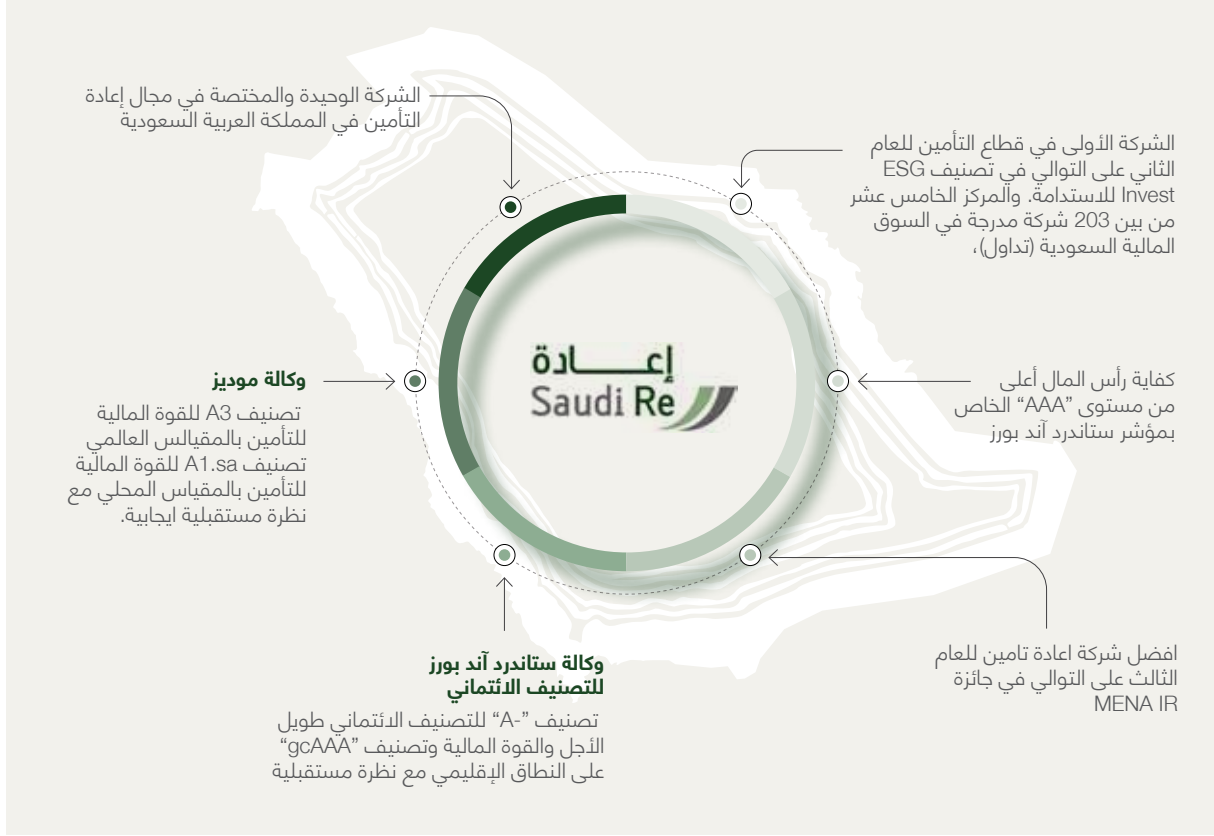 الشركة الوحيدة والمختصة في مجال إعادة
التأمين في المملكة العربية السعودية
الشركة الأولى في قطاع التأمين للعام
الثاني على التوالي في تصنيف ESG
Invest للاستدامة. والمركز الخامس عشر
من بين 203 شركة مدرجة في السوق
المالية السعودية (تداول)،
إعادة
Saudi Re
كفاية رأس المال أعلى
من مستوى “AAA” الخاص
بمؤشر ستاندرد آند بورز
وكالة موديز
تصنيف A3 للقوة المالية
للتأمين بالمقيالس العالمي
تصنيف A1.sa للقوة المالية
للتأمين بالمقياس المحلي مع
نظرة مستقبلية ايجابية.
افضل شركة اعادة تامين للعام
الثالث على التوالي في جائزة
MENA IR
وكالة ستاندرد آند بورز
للتصنيف الائتماني
تصنيف “A-” للتصنيف الائتماني طويل
الأجل والقوة المالية وتصنيف “gcAAA”
على النطاق الإقليمي مع نظرة مستقبلية